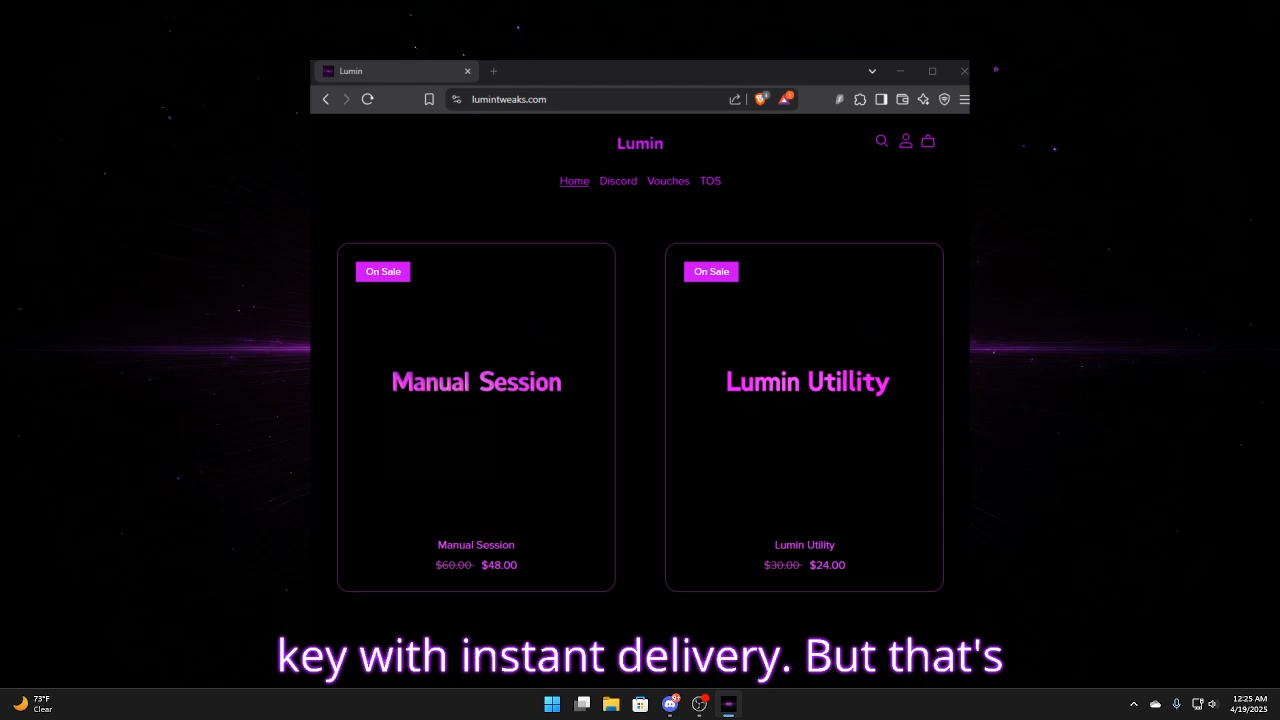 Lumin
lumintweaks.com
Lumin
Home Discord Vouches TOS
On Sale
On Sale
Manual Session
Lumin Utillity
Manual Session
Lumin Utility
$60.00 $48.00
$30.00 $24.00
key with instant delivery. But that's
73°F
Clear
9+
12:25 AM
4/19/2025